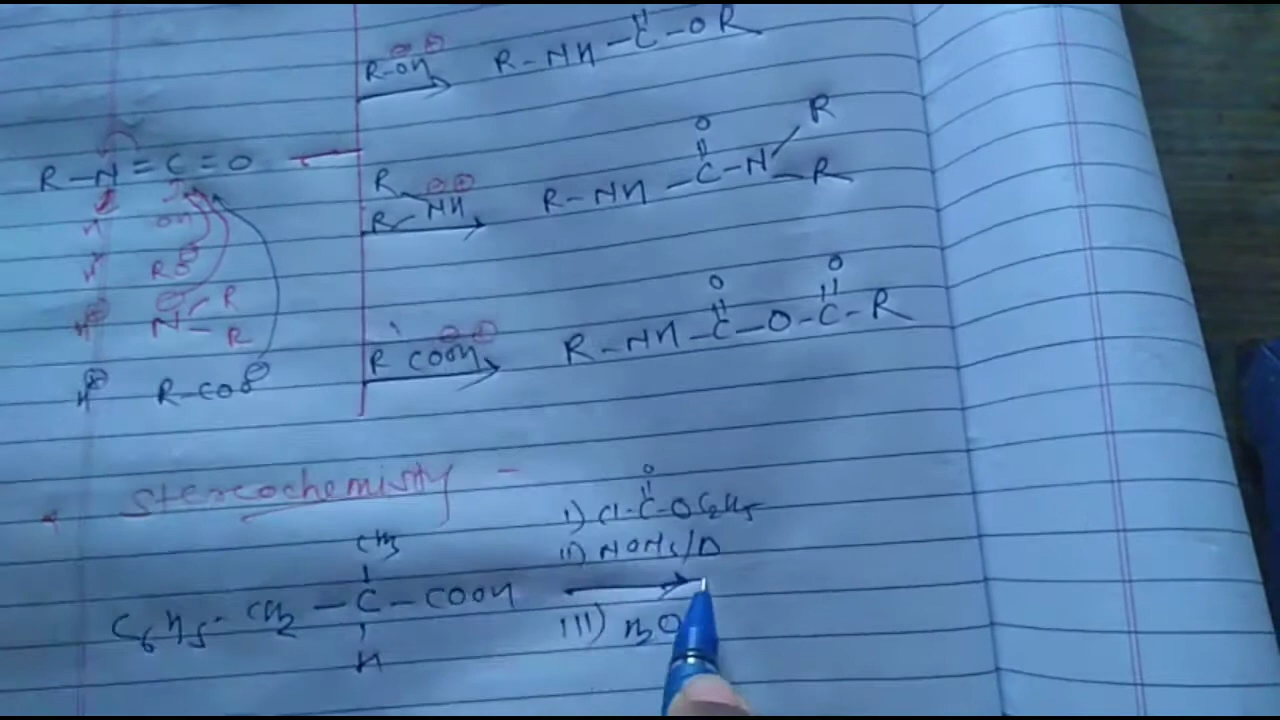 R-OH → R-NH-C-OR
R-N=C=O
R R NH → R-NH-C(=O)-N R R
H OH
H⊕ RO⊖
H⊕ N⊖ R R
H⊕ R-COO⊖
R COOH → R-NH-C(=O)-O-C(=O)-R
Stereochemisty -
CH3
C6H5-CH2-C-COOH
H
i) Cl-C(=O)-OC2H5
ii) NaN3/Δ
III) H2O